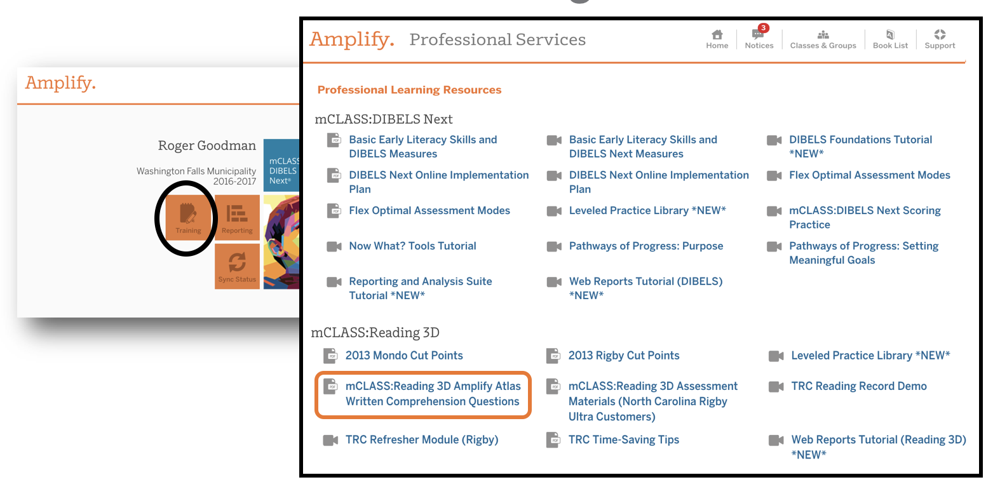 Amplify.
Roger Goodman
Washington Falls Municipality
2016-2017
mCLASS
DIBELS
Next®
Training
Reporting
Sync Status
Amplify. Professional Services
3
Home
Notices
Classes & Groups
Book List
Support
Professional Learning Resources
mCLASS:DIBELS Next
PDF
Basic Early Literacy Skills and
DIBELS Measures
Basic Early Literacy Skills and
DIBELS Next Measures
DIBELS Foundations Tutorial
*NEW*
PDF
DIBELS Next Online Implementation
Plan
DIBELS Next Online Implementation
Plan
Flex Optimal Assessment Modes
PDF
Flex Optimal Assessment Modes
Leveled Practice Library *NEW*
mCLASS:DIBELS Next Scoring
Practice
Now What? Tools Tutorial
Pathways of Progress: Purpose
Pathways of Progress: Setting
Meaningful Goals
Reporting and Analysis Suite
Tutorial *NEW*
Web Reports Tutorial (DIBELS)
*NEW*
mCLASS:Reading 3D
PDF
2013 Mondo Cut Points
PDF
2013 Rigby Cut Points
Leveled Practice Library *NEW*
PDF
mCLASS:Reading 3D Amplify Atlas
Written Comprehension Questions
PDF
mCLASS:Reading 3D Assessment
Materials (North Carolina Rigby
Ultra Customers)
TRC Reading Record Demo
TRC Refresher Module (Rigby)
PDF
TRC Time-Saving Tips
Web Reports Tutorial (Reading 3D)
*NEW*